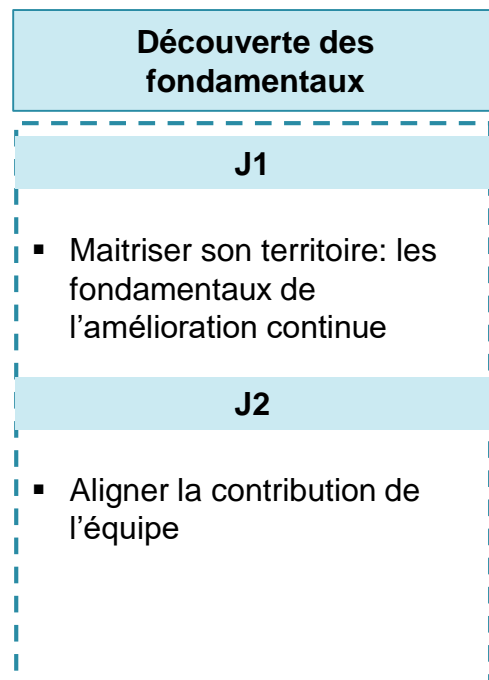 Découverte des
fondamentaux
J1
▪ Maitriser son territoire: les
fondamentaux de
l’amélioration continue
J2
▪ Aligner la contribution de
l’équipe